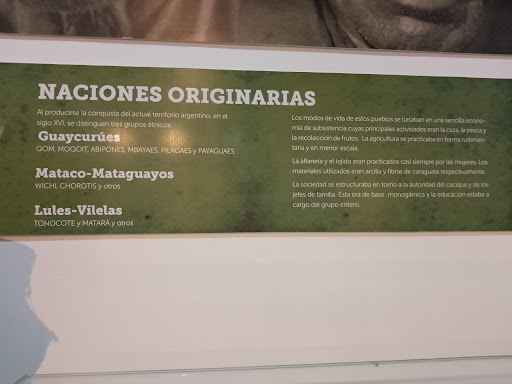 NACIONES ORIGINARIAS
Al producirse la conquista del actual territorio argentino, en el
siglo XVI, se distinguen tres grupos étnicos:
Guaycurúes
QOM, MOQOIT, ABIPONES, MBAYAES, PILAGAES y PAYAGUAES
Mataco-Mataguayos
WICHI, CHOROTIS y otros
Lules-Vilelas
TONOCOTE y MATARÁ y otros
Los modos de vida de estos pueblos se basaban en una sencilla econo-
mía de subsistencia cuyas principales actividades eran la caza, la pesca y
la recolección de frutos. La agricultura se practicaba en forma rudimen-
taria y en menor escala.
La alfarería y el tejido eran practicados casi siempre por las mujeres. Los
materiales utilizados eran arcilla y fibras de caraguatá respectivamente.
La sociedad se estructuraba en torno a la autoridad del cacique y de los
jefes de familia. Esta era de base monogámica y la educación estaba a
cargo del grupo entero.